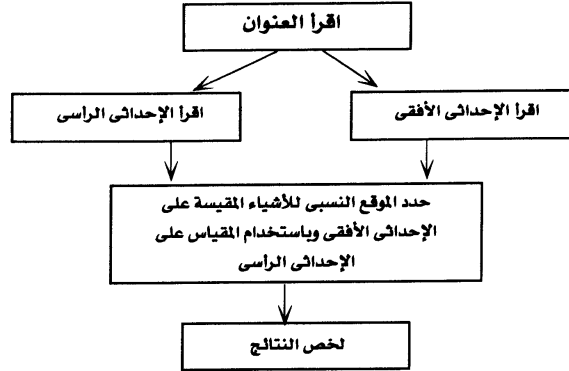 اقرأ العنوان
اقرأ الإحداثى الأفقى
اقرأ الإحداثى الرأسى
حدد الموقع النسبى للأشياء المقيسة على
الإحداثى الأفقى وباستخدام المقياس على
الإحداثى الرأسى
لخص النتائج